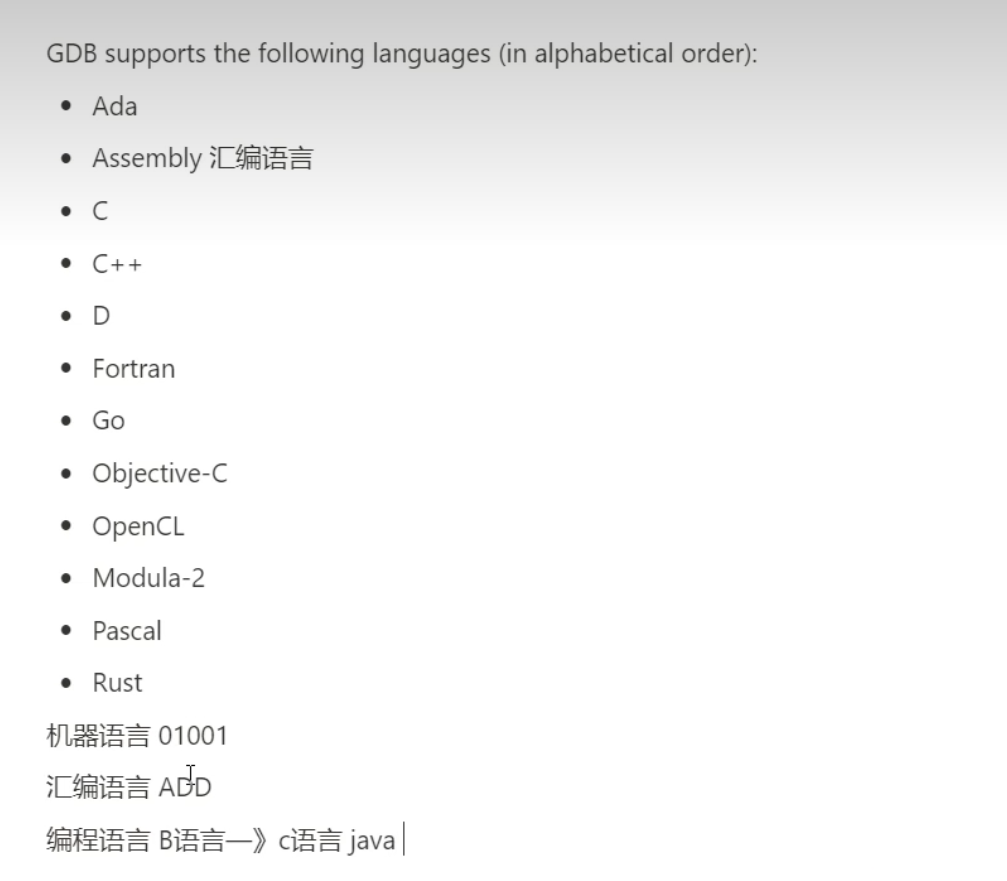 GDB supports the following languages (in alphabetical order):
• Ada
• Assembly 汇编语言
• C
• C++
• D
• Fortran
• Go
• Objective-C
• OpenCL
• Modula-2
• Pascal
• Rust
机器语言 01001
汇编语言 ADD
编程语言 B语言—》c语言 java